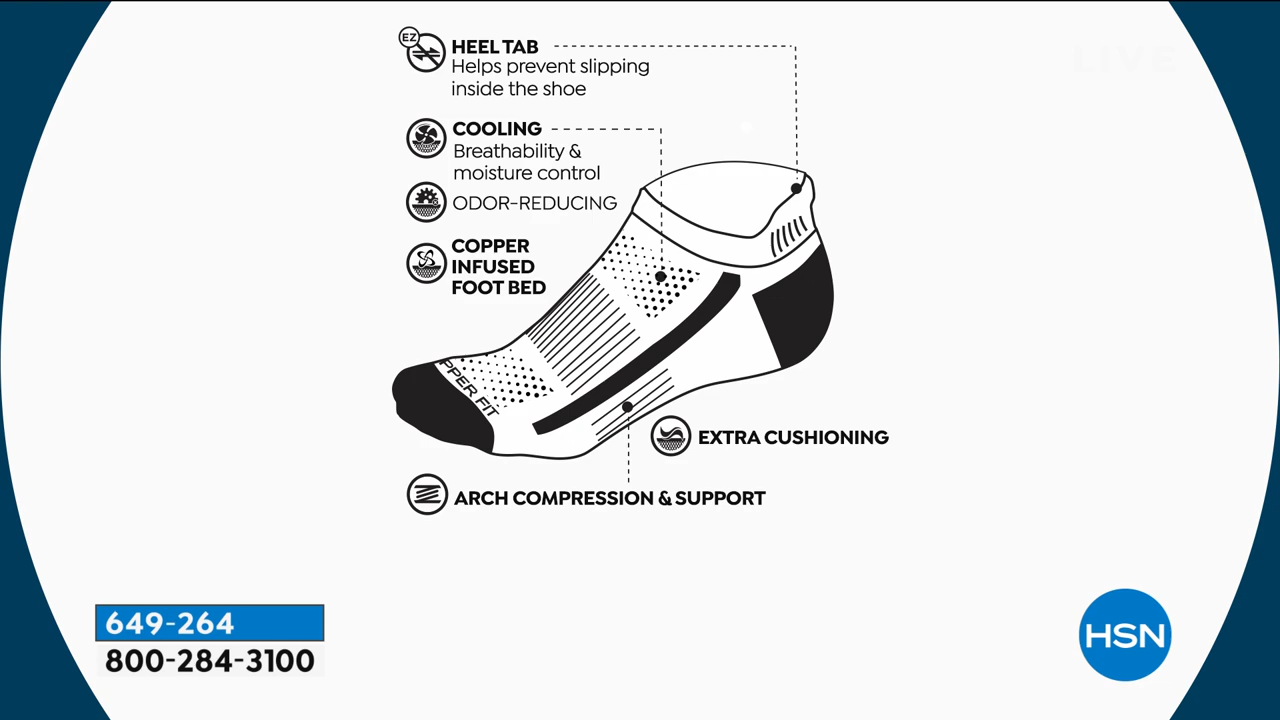 EZ
HEEL TAB
Helps prevent slipping
inside the shoe
LIVE
COOLING
Breathability &
moisture control
ODOR-REDUCING
COPPER
INFUSED
FOOT BED
PPER FIT
EXTRA CUSHIONING
ARCH COMPRESSION & SUPPORT
649-264
800-284-3100
HSN